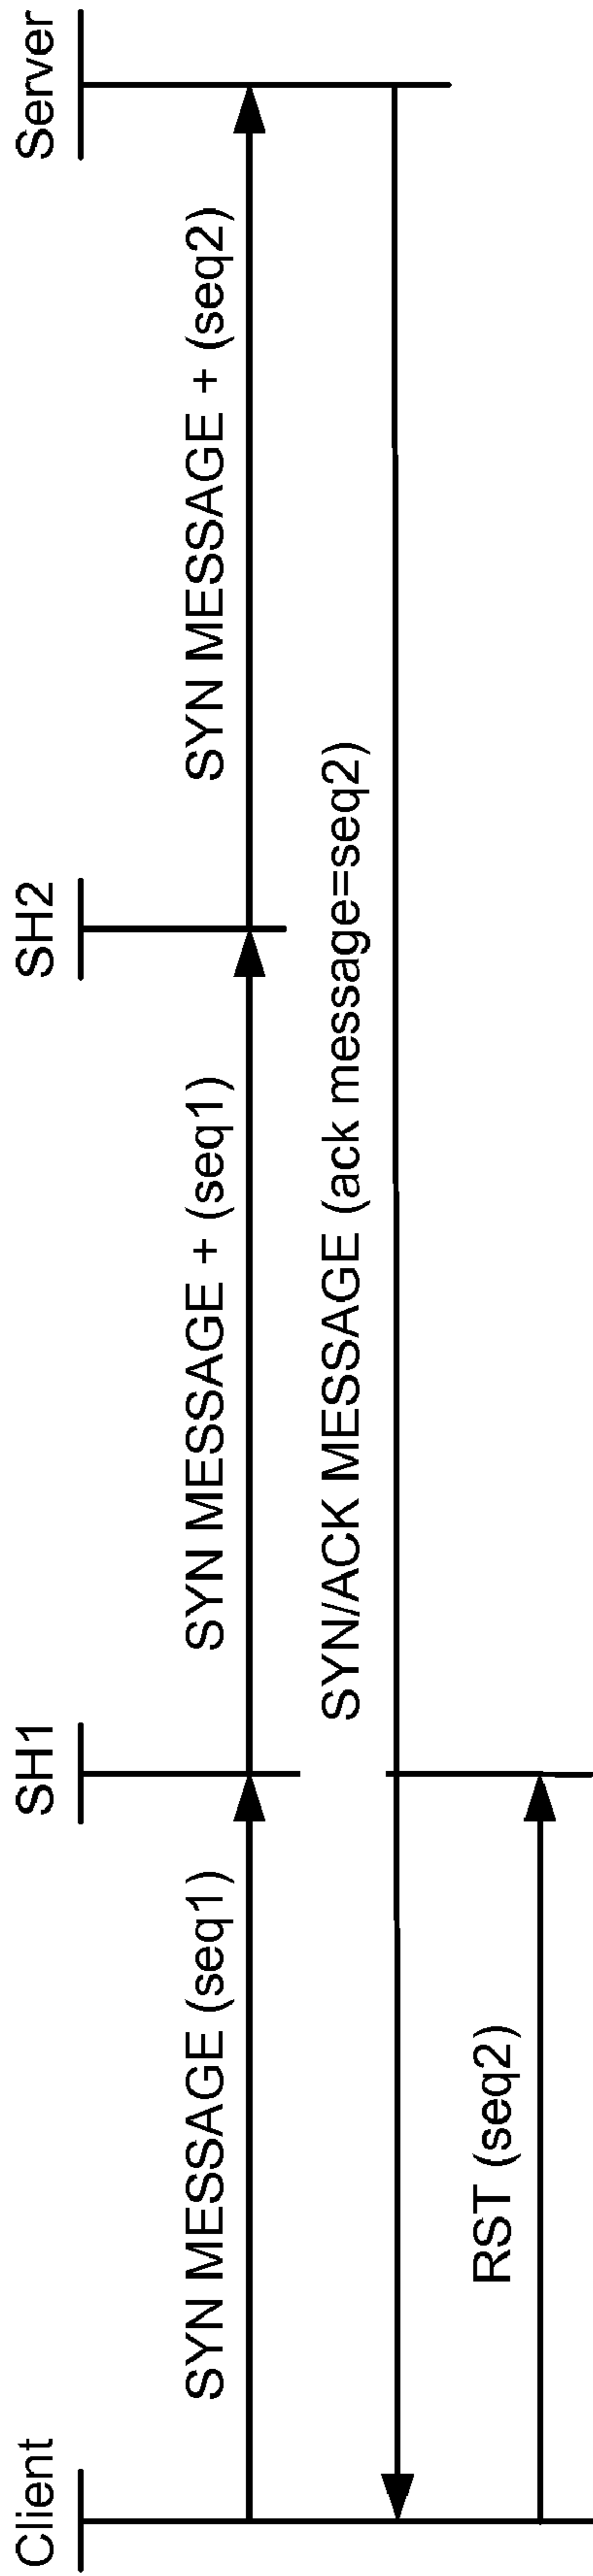 Client
SH1
SH2
Server
SYN MESSAGE (seq1)
SYN MESSAGE + (seq1)
SYN MESSAGE + (seq2)
SYN/ACK MESSAGE (ack message=seq2)
RST (seq2)